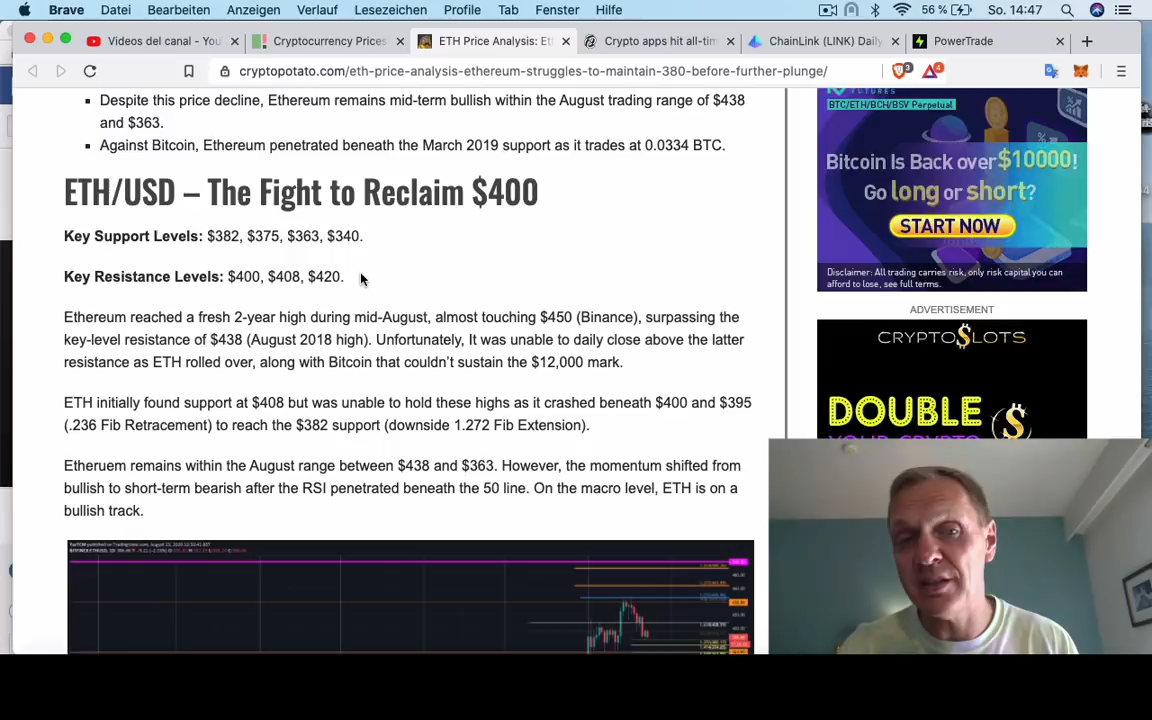 Brave Datei Bearbeiten Anzeigen Verlauf Lesezeichen Profile Tab Fenster Hilfe 56 % So. 14:47
Videos del canal - You
Cryptocurrency Prices
ETH Price Analysis: Et
Crypto apps hit all-tim
ChainLink (LINK) Daily
PowerTrade
cryptopotato.com/eth-price-analysis-ethereum-struggles-to-maintain-380-before-further-plunge/
3
4
Despite this price decline, Ethereum remains mid-term bullish within the August trading range of $438
and $363.
Against Bitcoin, Ethereum penetrated beneath the March 2019 support as it trades at 0.0334 BTC.
ETH/USD – The Fight to Reclaim $400
Key Support Levels: $382, $375, $363, $340.
Key Resistance Levels: $400, $408, $420.
Ethereum reached a fresh 2-year high during mid-August, almost touching $450 (Binance), surpassing the
key-level resistance of $438 (August 2018 high). Unfortunately, It was unable to daily close above the latter
resistance as ETH rolled over, along with Bitcoin that couldn't sustain the $12,000 mark.
ETH initially found support at $408 but was unable to hold these highs as it crashed beneath $400 and $395
(.236 Fib Retracement) to reach the $382 support (downside 1.272 Fib Extension).
Etheruem remains within the August range between $438 and $363. However, the momentum shifted from
bullish to short-term bearish after the RSI penetrated beneath the 50 line. On the macro level, ETH is on a
bullish track.
FUTURES
BTC/ETH/BCH/BSV Perpetual
Bitcoin Is Back over $10000!
Go long or short?
START NOW
Disclaimer: All trading carries risk, only risk capital you can
afford to lose, see full terms.
ADVERTISEMENT
CRYPTOSLOTS
DOUBLE